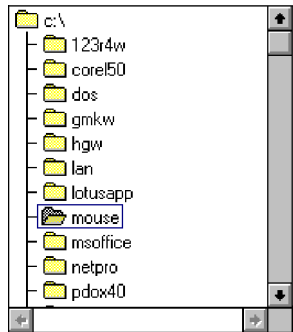 c:\
123r4w
corel50
dos
gmkw
hgw
lan
lotusapp
mouse
msoffice
netpro
pdox40